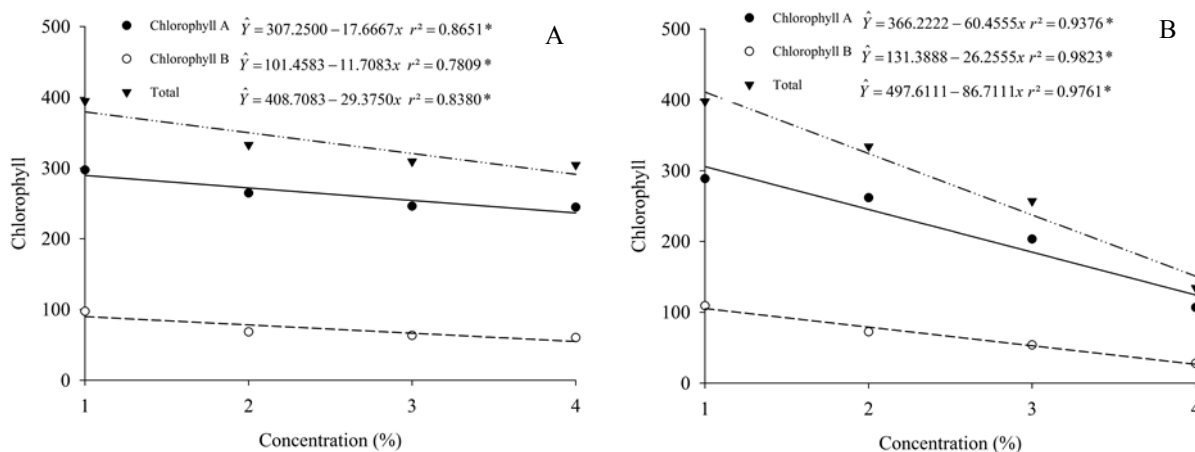 500
400
300
200
100
0
Chlorophyll
Chlorophyll A Ŷ = 307.2500 − 17.6667x r² = 0.8651*
Chlorophyll B Ŷ = 101.4583 − 11.7083x r² = 0.7809*
Total Ŷ = 408.7083 − 29.3750x r² = 0.8380*
A
1 2 3 4
Concentration (%)
500
400
300
200
100
0
Chlorophyll
Chlorophyll A Ŷ = 366.2222 − 60.4555x r² = 0.9376*
Chlorophyll B Ŷ = 131.3888 − 26.2555x r² = 0.9823*
Total Ŷ = 497.6111 − 86.7111x r² = 0.9761*
B
1 2 3 4
Concentration (%)